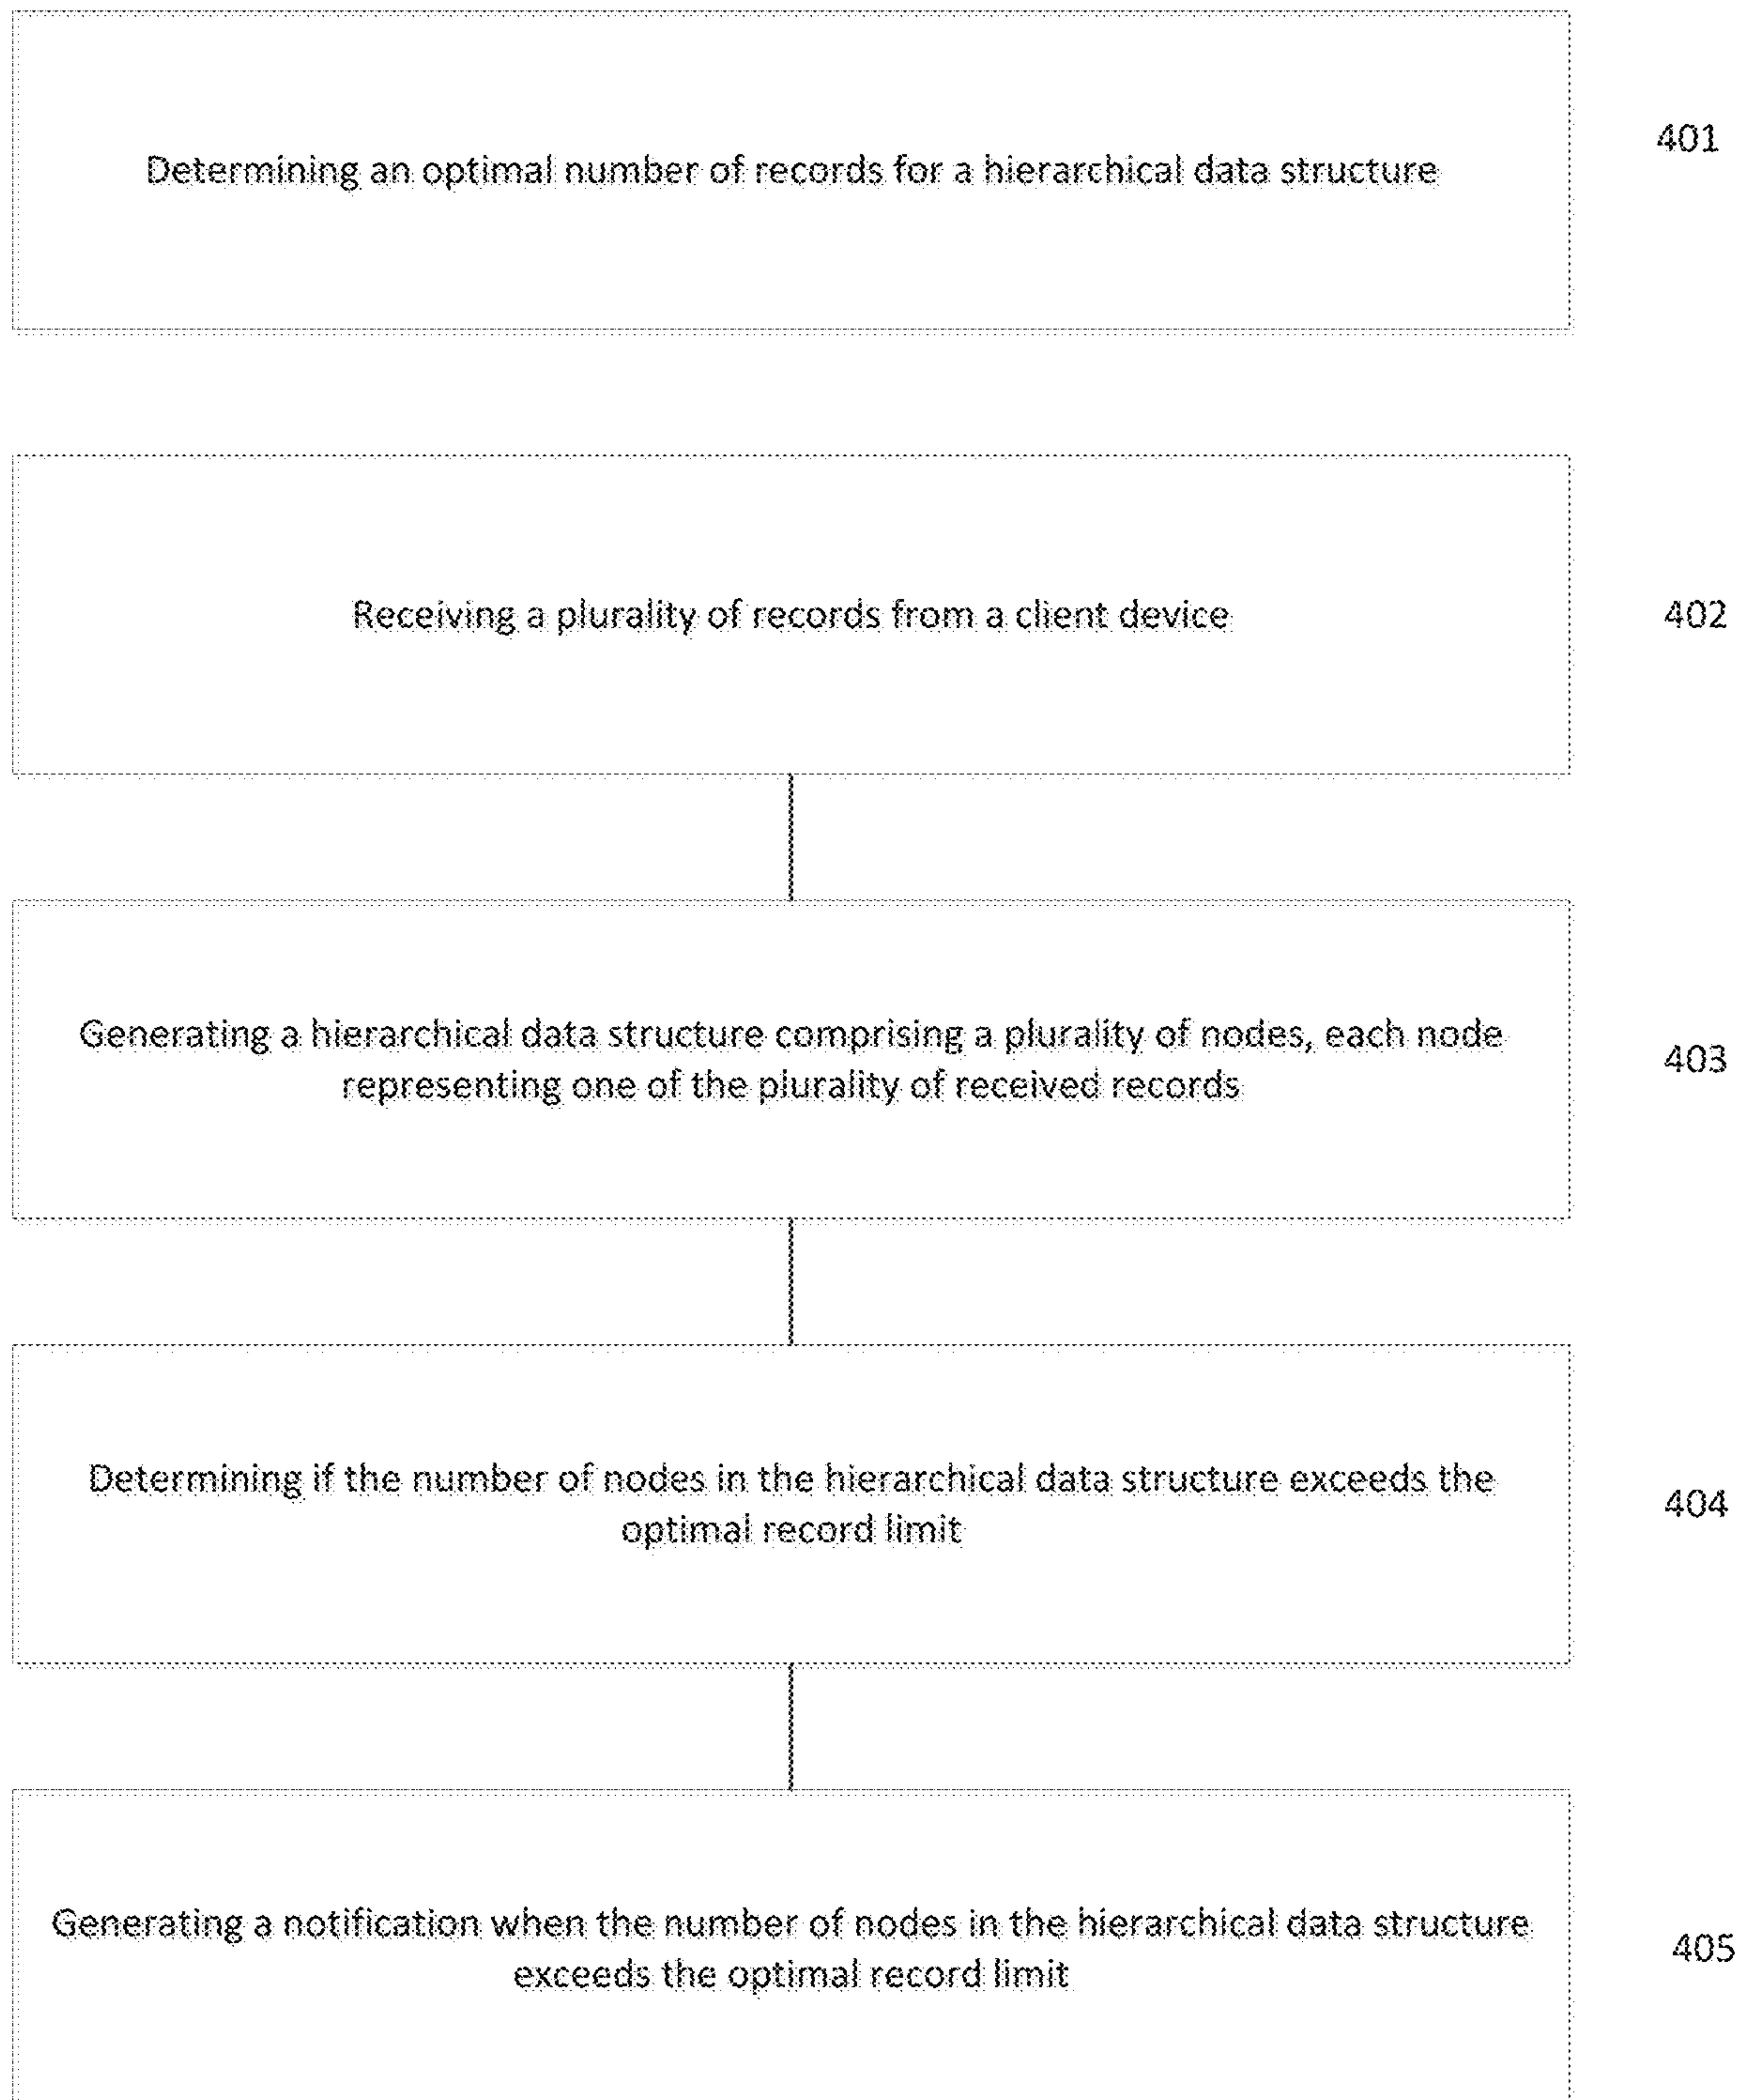 Determining an optimal number of records for a hierarchical data structure
401
Receiving a plurality of records from a client device
402
Generating a hierarchical data structure comprising a plurality of nodes, each node
representing one of the plurality of received records
403
Determining if the number of nodes in the hierarchical data structure exceeds the
optimal record limit
404
Generating a notification when the number of nodes in the hierarchical data structure
exceeds the optimal record limit
405